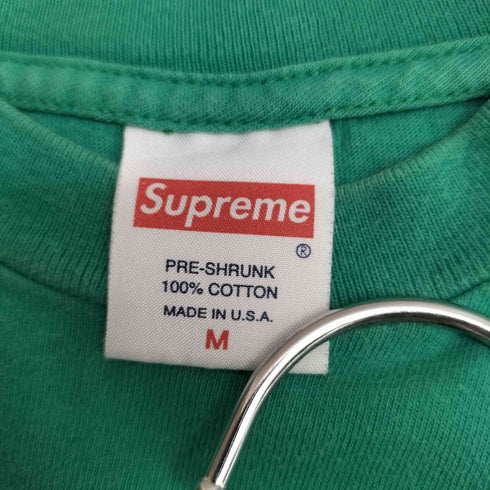 Supreme
®
PRE-SHRUNK
100% COTTON
MADE IN U.S.A.
M